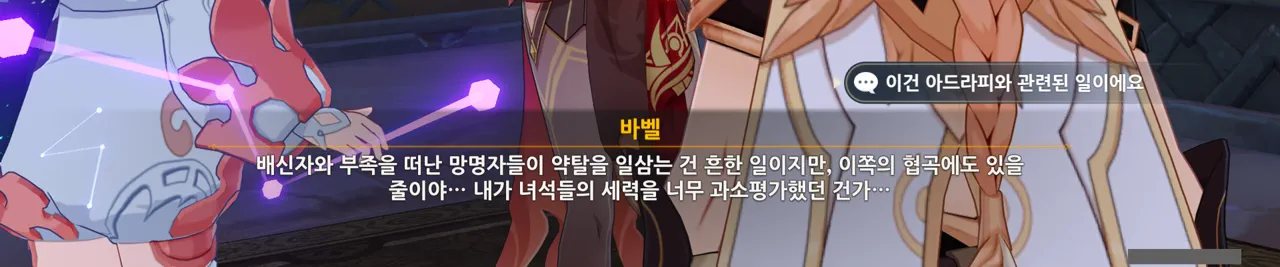 이건 아드라피와 관련된 일이에요
바벨
배신자와 부족을 떠난 망명자들이 약탈을 일삼는 건 흔한 일이지만, 이쪽의 협곡에도 있을
줄이야… 내가 녀석들의 세력을 너무 과소평가했던 건가…